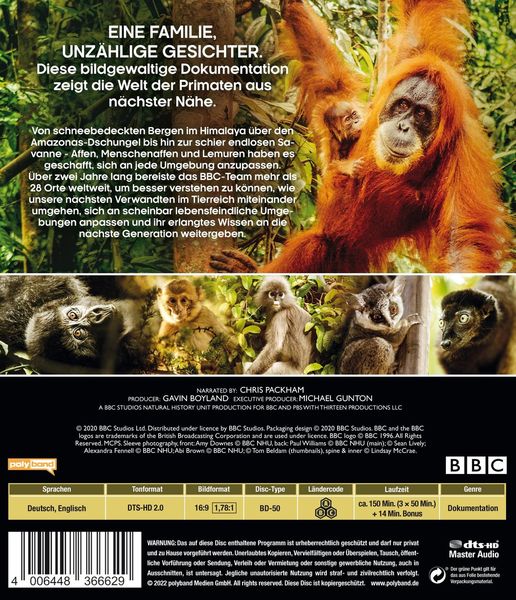 EINE FAMILIE,
UNZÄHLIGE GESICHTER.
Diese bildgewaltige Dokumentation
zeigt die Welt der Primaten aus
nächster Nähe.
Von schneebedeckten Bergen im Himalaya über den
Amazonas-Dschungel bis hin zur schier endlosen Sa-
vanne - Affen, Menschenaffen und Lemuren haben es
geschafft, sich an jede Umgebung anzupassen.
Über zwei Jahre lang bereiste das BBC-Team mehr als
28 Orte weltweit, um besser verstehen zu können, wie
unsere nächsten Verwandten im Tierreich miteinander
umgehen, sich an scheinbar lebensfeindliche Umge-
bungen anpassen und ihr erlangtes Wissen an die
nächste Generation weitergeben.
NARRATED BY: CHRIS PACKHAM
PRODUCER: GAVIN BOYLAND EXECUTIVE PRODUCER: MICHAEL GUNTON
A BBC STUDIOS NATURAL HISTORY UNIT PRODUCTION FOR BBC AND PBS WITH THIRTEEN PRODUCTIONS LLC
© 2020 BBC Studios Ltd. Distributed under licence by BBC Studios. Packaging design © 2020 BBC Studios. BBC and the BBC
logos are trademarks of the British Broadcasting Corporation and are used under licence. BBC logo © BBC 1996. All Rights
Reserved. MCPS. Sleeve photography, front: Amy Downes © BBC NHU, back: Paul Williams © BBC NHU (main); © Sean Lively;
Alexandra Fennell © BBC NHU; Abi Brown © BBC NHU; © Tom Beldam (thumbnails), spine & inner © Lindsay McCrae.
polyband
BBC
Sprachen Tonformat Bildformat Disc-Type Ländercode Laufzeit Genre
Deutsch, Englisch DTS-HD 2.0 16:9 1,78:1 BD-50 ABC ca. 150 Min. (3 x 50 Min.) Dokumentation
+ 14 Min. Bonus
WARNUNG: Das auf diese Disc enthaltene Programm ist urheberrechtlich geschützt und darf nur privat
und zu Hause vorgeführt werden. Unerlaubtes Kopieren, Vervielfältigen oder Überspielen, Tausch, öffent-
liche Vorführung oder Sendung, Verleih oder Vermietung oder sonstige gewerbliche Nutzung, auch in
Ausschnitten, ist untersagt. Jegliche unautorisierte Nutzung wird straf- und zivilrechtlich verfolgt.
© 2022 polyband Medien GmbH. All rights reserved. Diese Disc ist kopiergeschützt. www.polyband.de
dts-HD
Master Audio
Der grüne Punkt gilt für
das aus Folie bestehende
Verpackungsmaterial.
4 006448 366629